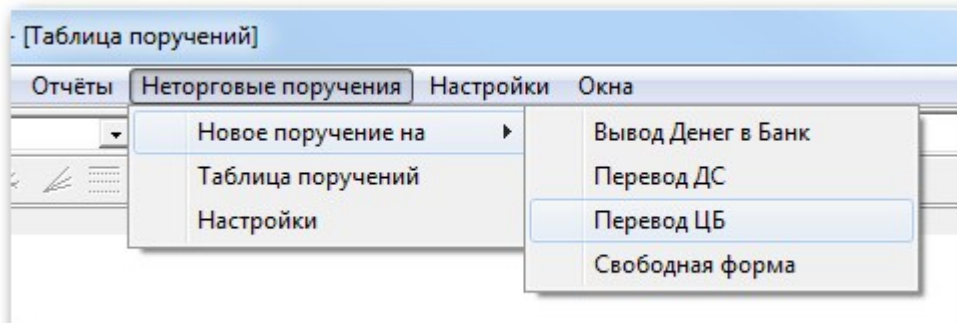 - [Таблица поручений]
Отчёты Неторговые поручения Настройки Окна
Новое поручение на Вывод Денег в Банк
Таблица поручений Перевод ДС
Настройки Перевод ЦБ
Свободная форма